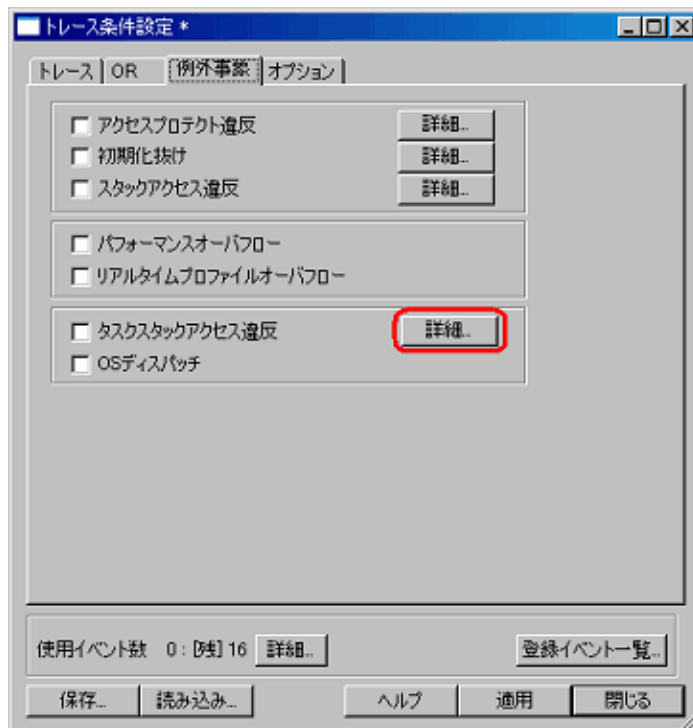 トレース条件設定 *
トレース OR 例外事象 オプション
アクセスプロテクト違反 詳細...
初期化抜け 詳細...
スタックアクセス違反 詳細...
パフォーマンスオーバフロー
リアルタイムプロファイルオーバフロー
タスクスタックアクセス違反 詳細...
OSディスパッチ
使用イベント数 0 : [残] 16 詳細... 登録イベント一覧...
保存... 読み込み... ヘルプ 適用 閉じる